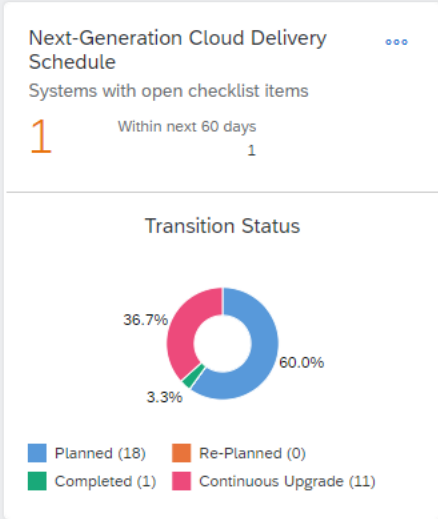 Next-Generation Cloud Delivery
Schedule
Systems with open checklist items
1
Within next 60 days
1
Transition Status
36.7%
60.0%
3.3%
Planned (18)
Re-Planned (0)
Completed (1)
Continuous Upgrade (11)